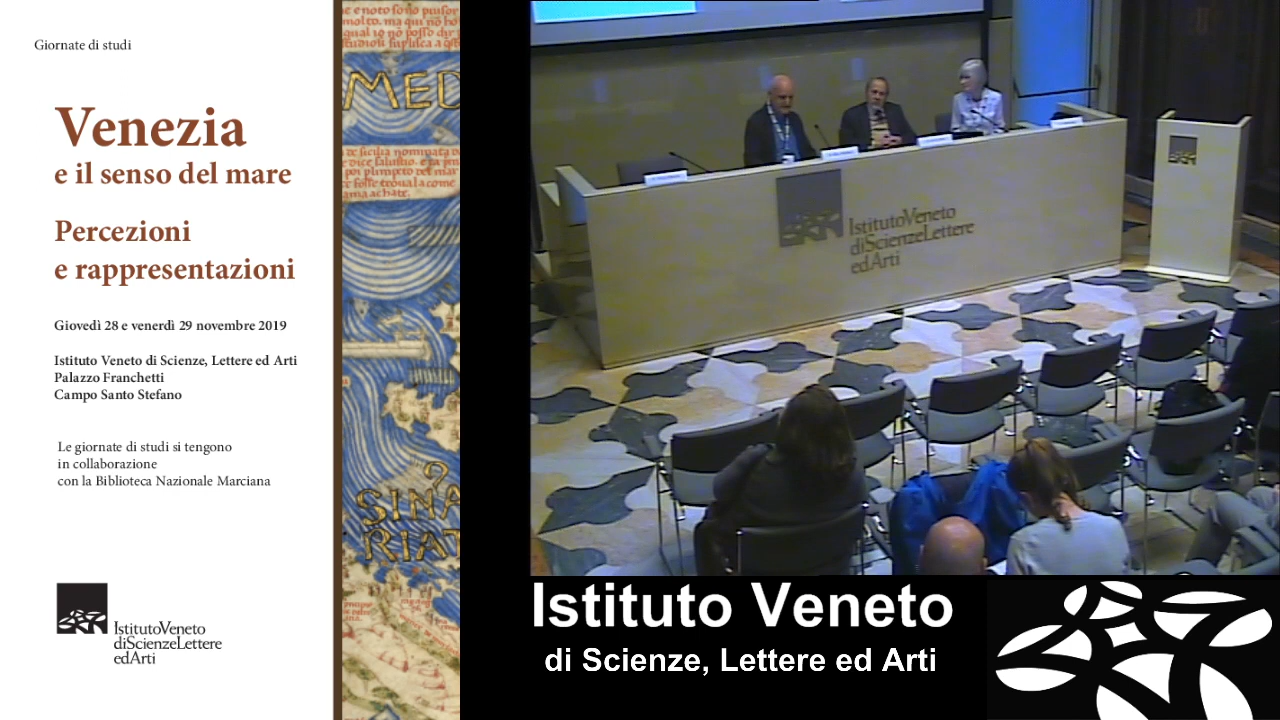 Giornate di studi
Venezia
e il senso del mare
Percezioni
e rappresentazioni
Giovedì 28 e venerdì 29 novembre 2019
Istituto Veneto di Scienze, Lettere ed Arti
Palazzo Franchetti
Campo Santo Stefano
Le giornate di studi si tengono
in collaborazione
con la Biblioteca Nazionale Marciana
IstitutoVeneto
diScienzeLettere
edArti
MED
SINA
RIAT
IstitutoVeneto
diScienzeLettere
edArti
Istituto Veneto
di Scienze, Lettere ed Arti